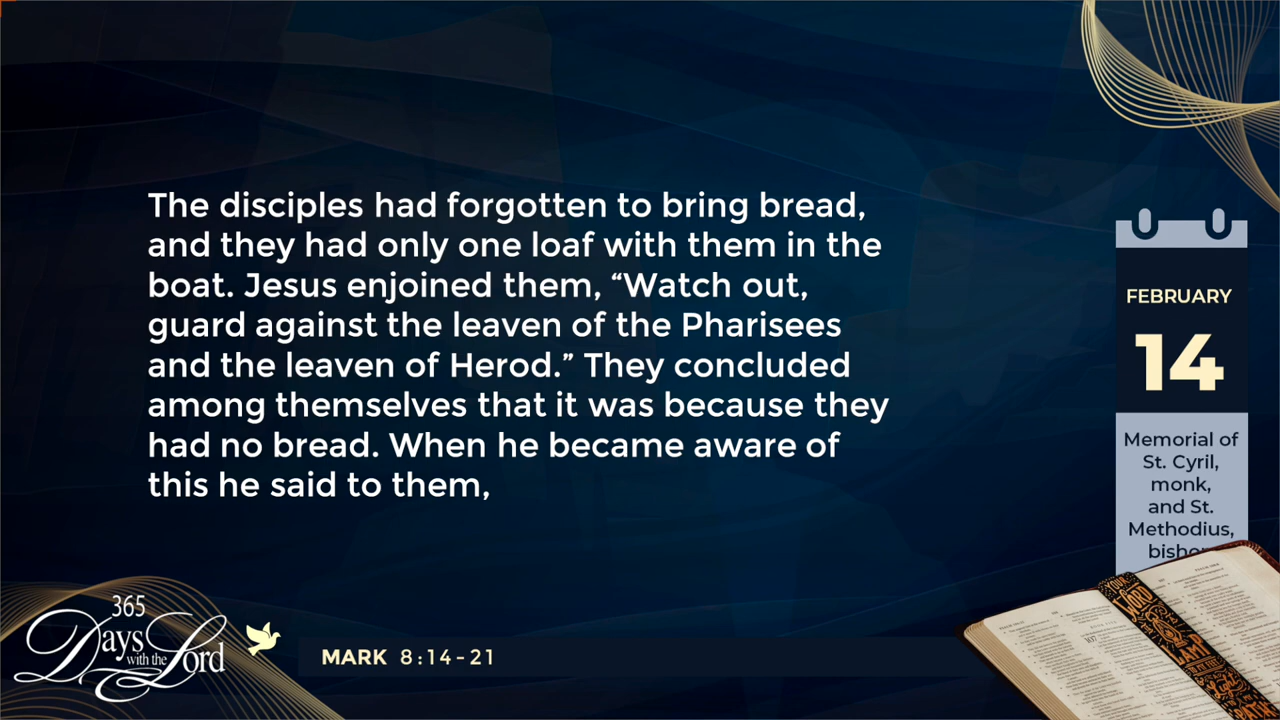 The disciples had forgotten to bring bread,
and they had only one loaf with them in the
boat. Jesus enjoined them, “Watch out,
guard against the leaven of the Pharisees
and the leaven of Herod.” They concluded
among themselves that it was because they
had no bread. When he became aware of
this he said to them,
FEBRUARY
14
Memorial of
St. Cyril,
monk,
and St.
Methodius,
365
Days
with the
Lord
MARK 8:14-21
YOUR
WORD
LAMP